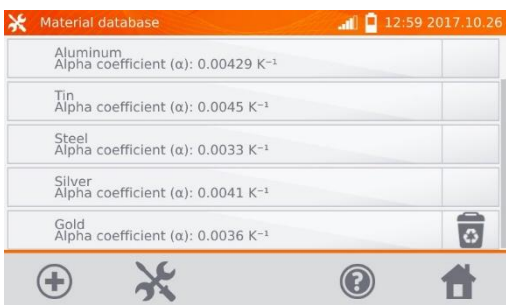 Material database
12:59 2017.10.26
Aluminum
Alpha coefficient (α): 0.00429 K⁻¹
Tin
Alpha coefficient (α): 0.0045 K⁻¹
Steel
Alpha coefficient (α): 0.0033 K⁻¹
Silver
Alpha coefficient (α): 0.0041 K⁻¹
Gold
Alpha coefficient (α): 0.0036 K⁻¹